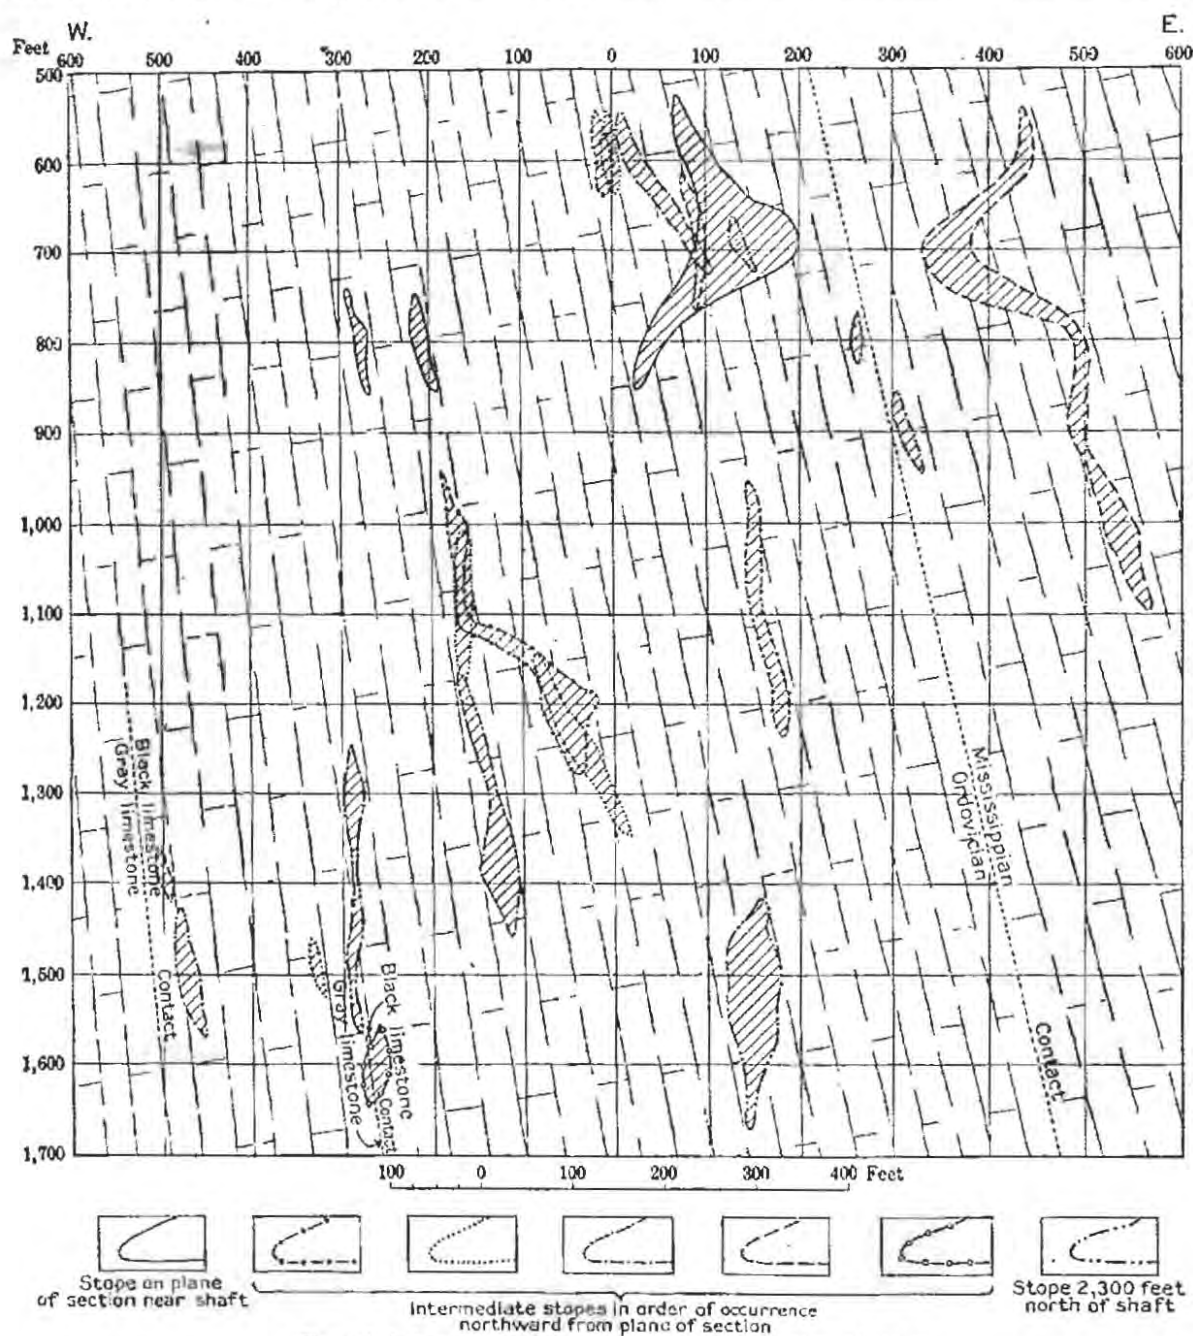 W. E.
Feet 600 500 400 300 200 100 0 100 200 300 400 500 600
500
600
700
800
900
1,000
1,100
1,200
1,300
1,400
1,500
1,600
1,700
Black limestone
Gray limestone
Contact
Black limestone
Gray limestone
Contact
Mississippian
Ordovician
Contact
100 0 100 200 300 400 Feet
Stope on plane
of section near shaft
Intermediate stopes in order of occurrence
northward from plane of section
Stope 2,300 feet
north of shaft